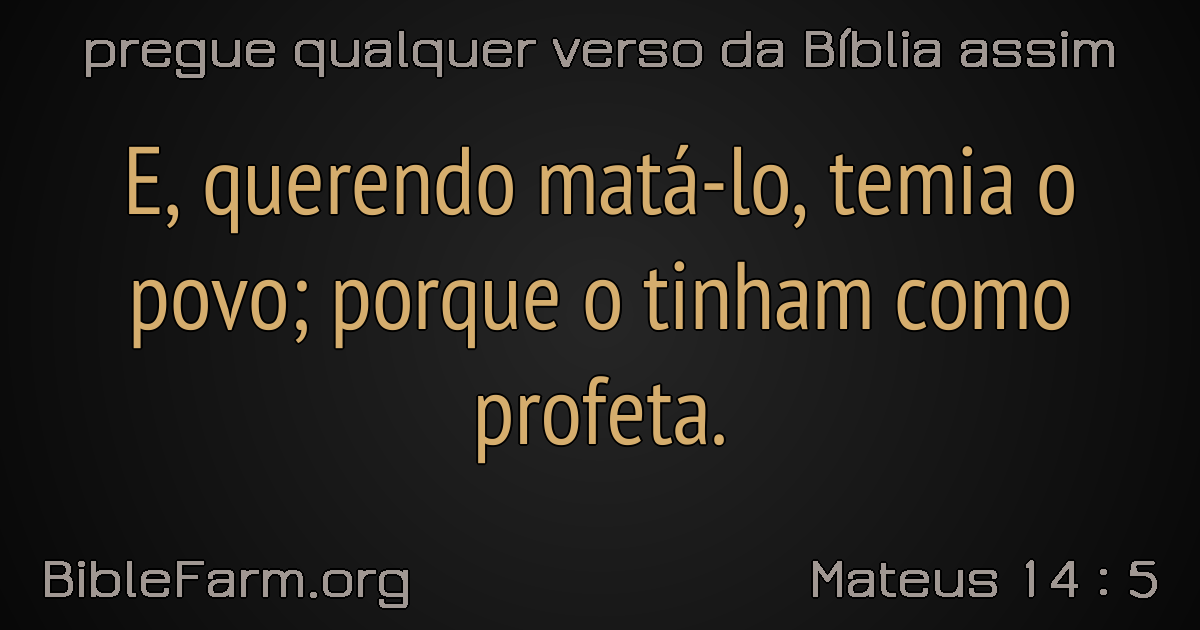 pregue qualquer verso da Bíblia assim
E, querendo matá-lo, temia o
povo; porque o tinham como
profeta.
BibleFarm.org
Mateus 14 : 5